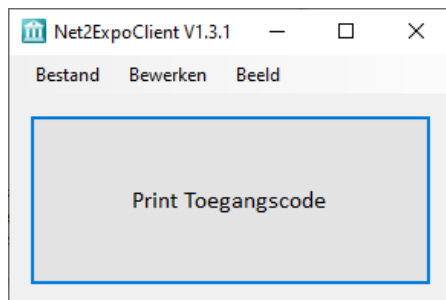 Net2ExpoClient V1.3.1
Bestand Bewerken Beeld
Print Toegangscode